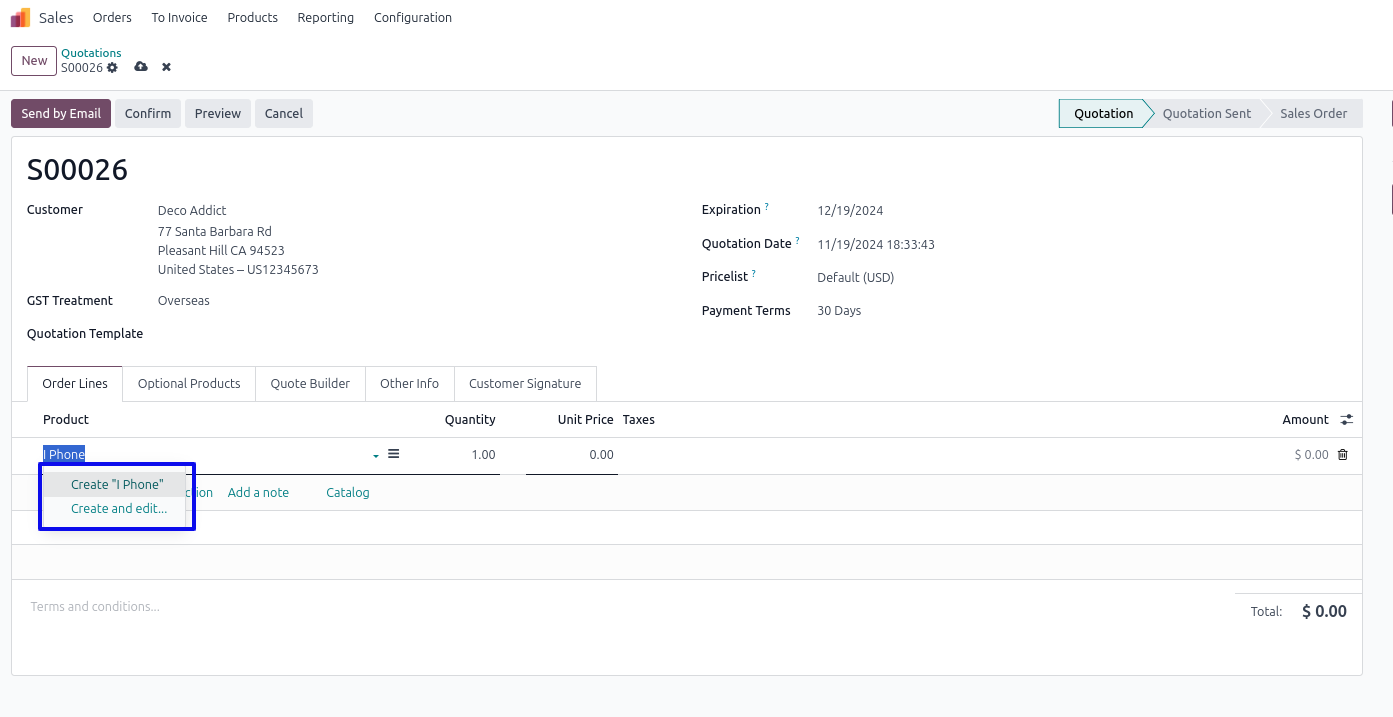 Sales Orders To Invoice Products Reporting Configuration
New
Quotations
S00026
Send by Email Confirm Preview Cancel
Quotation Quotation Sent Sales Order
S00026
Customer Deco Addict
77 Santa Barbara Rd
Pleasant Hill CA 94523
United States – US12345673
GST Treatment Overseas
Quotation Template
Expiration ? 12/19/2024
Quotation Date ? 11/19/2024 18:33:43
Pricelist ? Default (USD)
Payment Terms 30 Days
Order Lines Optional Products Quote Builder Other Info Customer Signature
Product Quantity Unit Price Taxes Amount
I Phone 1.00 0.00 $ 0.00
Create "I Phone"
Create and edit...
Add a note Catalog
Terms and conditions...
Total: $ 0.00